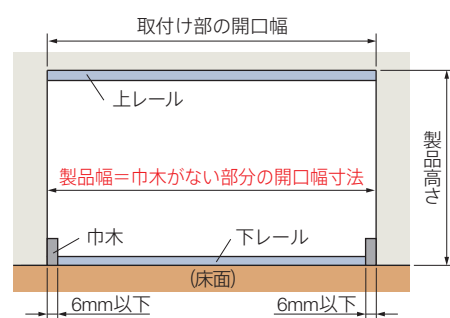 取付け部の開口幅
上レール
製品幅=巾木がない部分の開口幅寸法
製品高さ
巾木
下レール
(床面)
6mm以下
6mm以下